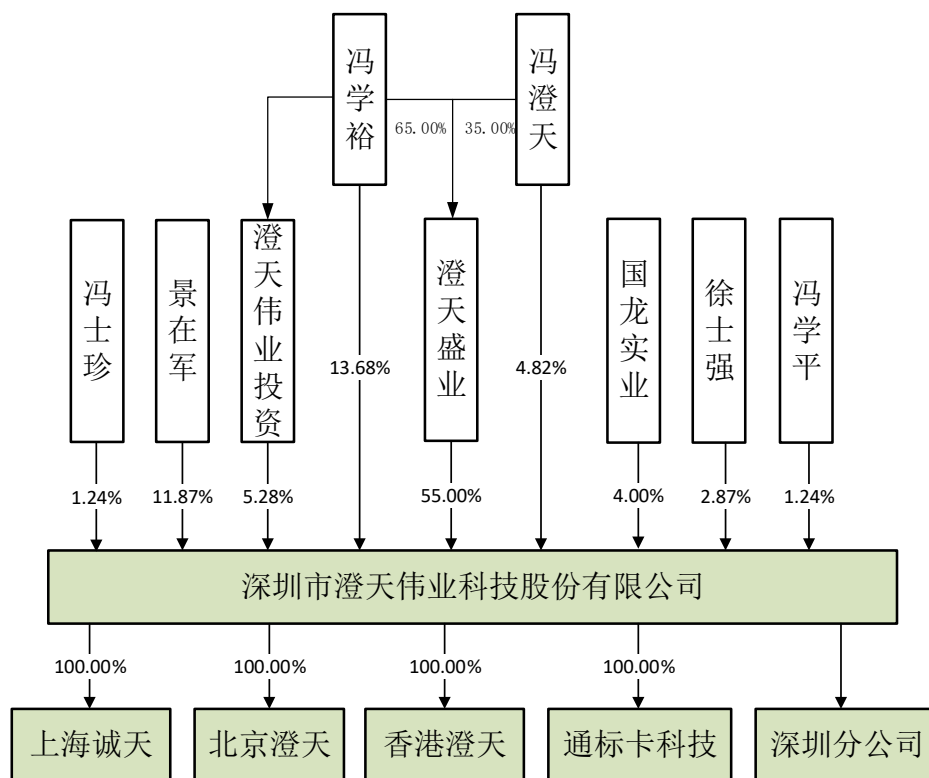 冯学裕
冯澄天
65.00%
35.00%
冯士珍
景在军
澄天伟业投资
13.68%
澄天盛业
4.82%
国龙实业
徐士强
冯学平
1.24%
11.87%
5.28%
55.00%
4.00%
2.87%
1.24%
深圳市澄天伟业科技股份有限公司
100.00%
100.00%
100.00%
100.00%
上海诚天
北京澄天
香港澄天
通标卡科技
深圳分公司